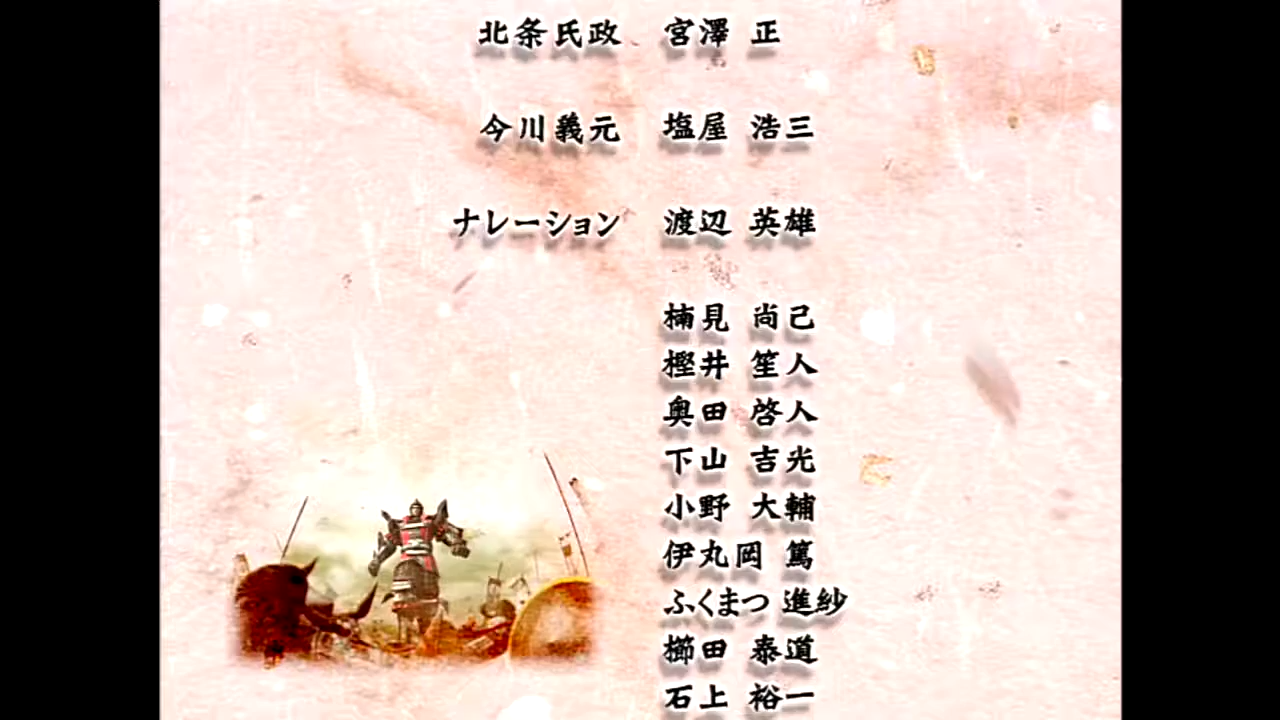 北条氏政 宮澤 正
今川義元 塩屋 浩三
ナレーション 渡辺 英雄
楠見 尚己
樫井 笙人
奥田 啓人
下山 吉光
小野 大輔
伊丸岡 篤
ふくまつ 進紗
櫛田 泰道
石上 裕一